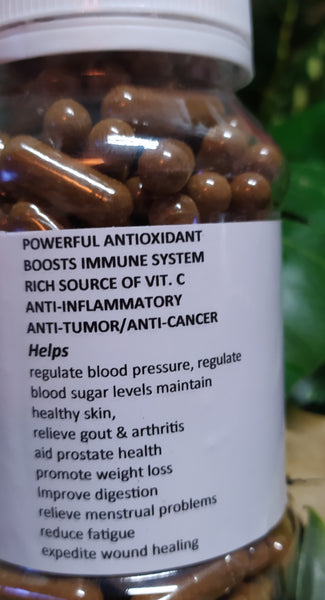 POWERFUL ANTIOXIDANT
BOOSTS IMMUNE SYSTEM
RICH SOURCE OF VIT. C
ANTI-INFLAMMATORY
ANTI-TUMOR/ANTI-CANCER
Helps
regulate blood pressure, regulate
blood sugar levels maintain
healthy skin,
relieve gout & arthritis
aid prostate health
promote weight loss
Improve digestion
relieve menstrual problems
reduce fatigue
expedite wound healing